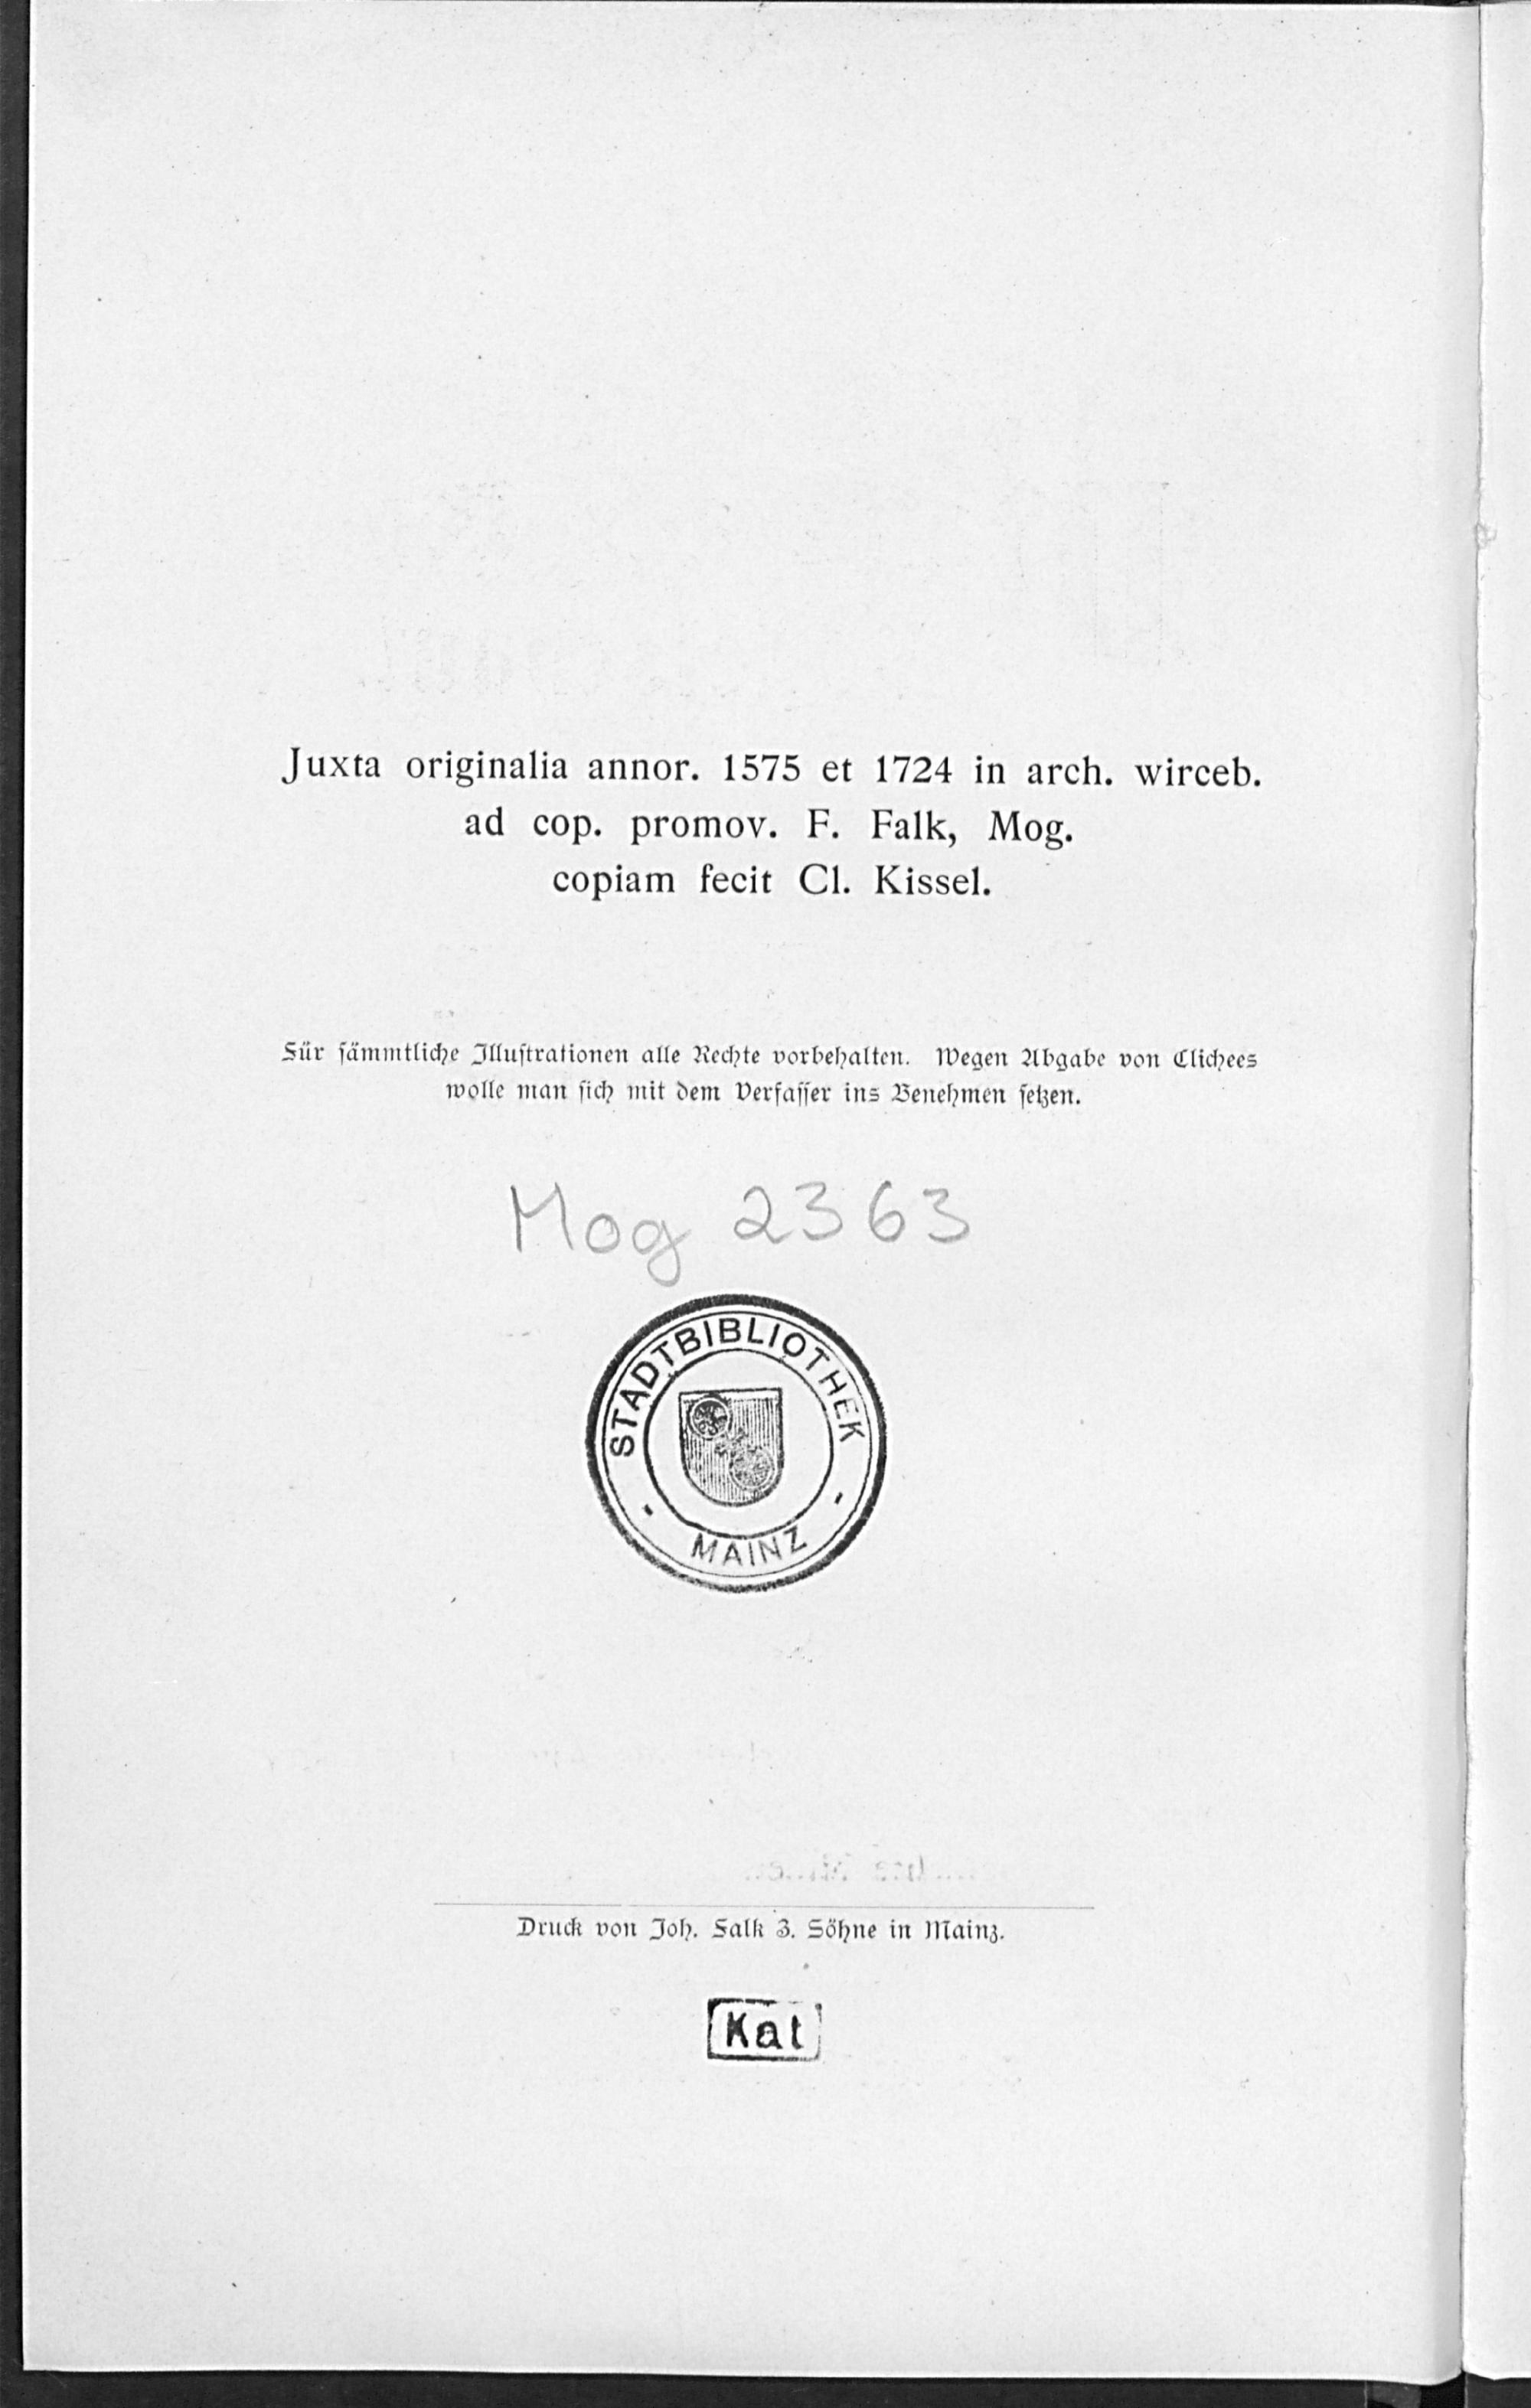 Juxta originalia annor. 1575 et 1724 in arch. wirceb.
ad cop. promov. F. Falk, Mog.
copiam fecit Cl. Kissel.
Für sämmtliche Illustrationen alle Rechte vorbehalten. Wegen Abgabe von Clichees
wolle man sich mit dem Verfasser ins Benehmen setzen.
Mog 2363
STADTBIBLIOTHEK
- MAINZ -
Druck von Joh. Falk 3. Söhne in Mainz.
Kat